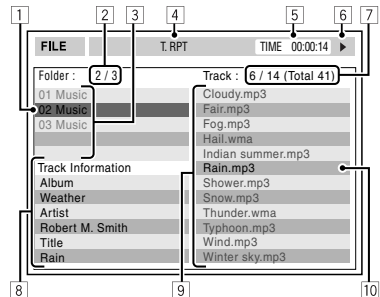 1 2 3 4 5 6 7
FILE T. RPT TIME 00:00:14
Folder : 2 / 3 Track : 6 / 14 (Total 41)
01 Music
02 Music
03 Music
Track Information
Album
Weather
Artist
Robert M. Smith
Title
Rain
Cloudy.mp3
Fair.mp3
Fog.mp3
Hail.wma
Indian summer.mp3
Rain.mp3
Shower.mp3
Snow.mp3
Thunder.wma
Typhoon.mp3
Wind.mp3
Winter sky.mp3
8 9 10